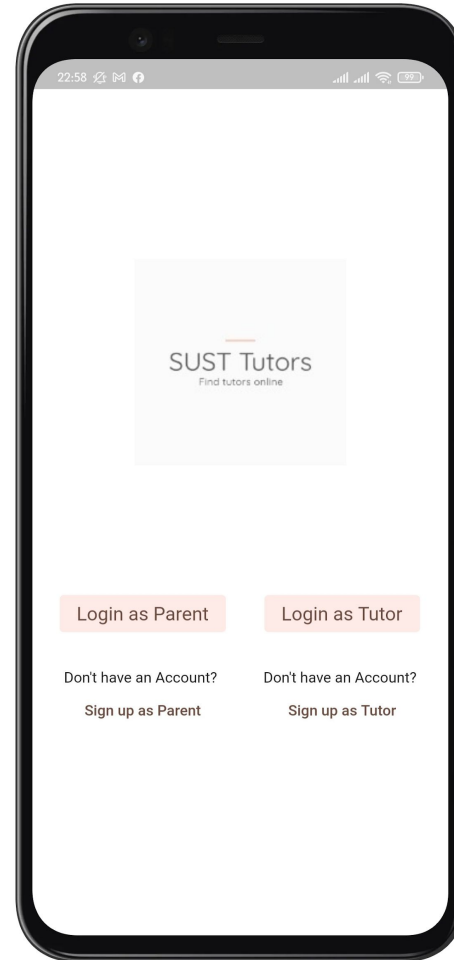 22:58
99
SUST Tutors
Find tutors online
Login as Parent
Login as Tutor
Don't have an Account?
Don't have an Account?
Sign up as Parent
Sign up as Tutor